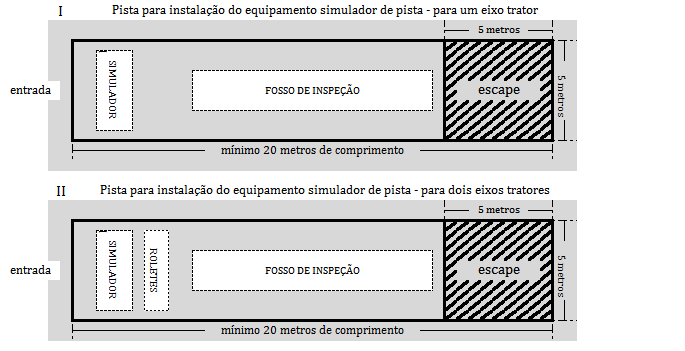 I Pista para instalação do equipamento simulador de pista - para um eixo trator
5 metros
entrada
SIMULADOR
FOSSO DE INSPEÇÃO
escape
5 metros
mínimo 20 metros de comprimento
II Pista para instalação do equipamento simulador de pista - para dois eixos tratores
5 metros
entrada
SIMULADOR
ROLETES
FOSSO DE INSPEÇÃO
escape
5 metros
mínimo 20 metros de comprimento